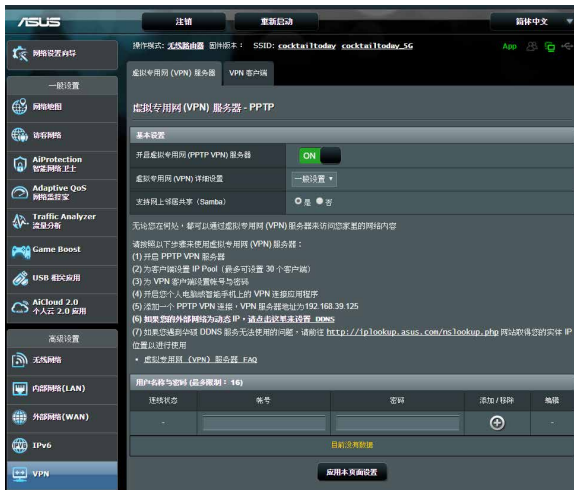 ASUS
注销
重新启动
简体中文
网络设置向导
操作模式：无线路由器 固件版本： SSID: cocktailtoday cocktailtoday_5G
App
一般设置
虚拟专用网 (VPN) 服务器
VPN 客户端
网络地图
访客网络
AiProtection
智能网络卫士
Adaptive QoS
网络监控家
Traffic Analyzer
流量分析
Game Boost
USB 相关应用
AiCloud 2.0
个人云 2.0 应用
高级设置
无线网络
内部网络(LAN)
外部网络(WAN)
IPv6
VPN
虚拟专用网 (VPN) 服务器 - PPTP
基本设置
开启虚拟专用网 (PPTP VPN) 服务器
ON
虚拟专用网 (VPN) 详细设置
一般设置
支持网上邻居共享 (Samba)
是 否
无论您在何处，都可以通过虚拟专用网 (VPN) 服务器来访问您家里的网络内容
请按照以下步骤来使用虚拟专用网 (VPN) 服务器：
(1) 开启 PPTP VPN 服务器
(2) 为客户端设置 IP Pool（最多可设置 30 个客户端）
(3) 为 VPN 客户端设置帐号与密码
(4) 开启您个人电脑或智能手机上的 VPN 连接应用程序
(5) 添加一个 PPTP VPN 连接，VPN 服务器地址为192.168.39.125
(6) 如果您的外部网络为动态 IP，请点击这里来设置 DDNS
(7) 如果您遇到华硕 DDNS 服务无法使用的问题，请前往 http://iplookup.asus.com/nslookup.php 网站取得您的实体 IP
位置以进行使用
• 虚拟专用网 (VPN) 服务器 FAQ
用户名称与密码 (最多限制：16)
连线状态
帐号
密码
添加 / 移除
编辑
-
-
目前没有数据
应用本页面设置